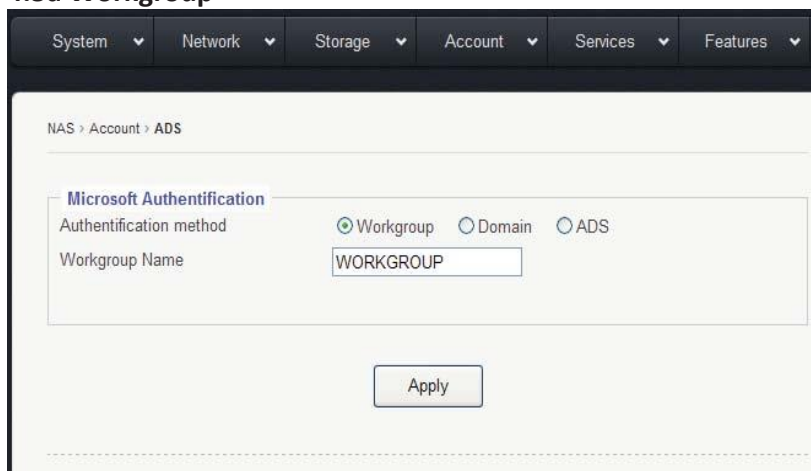 Workgroup
System Network Storage Account Services Features
NAS > Account > ADS
Microsoft Authentification
Authentification method Workgroup Domain ADS
Workgroup Name WORKGROUP
Apply